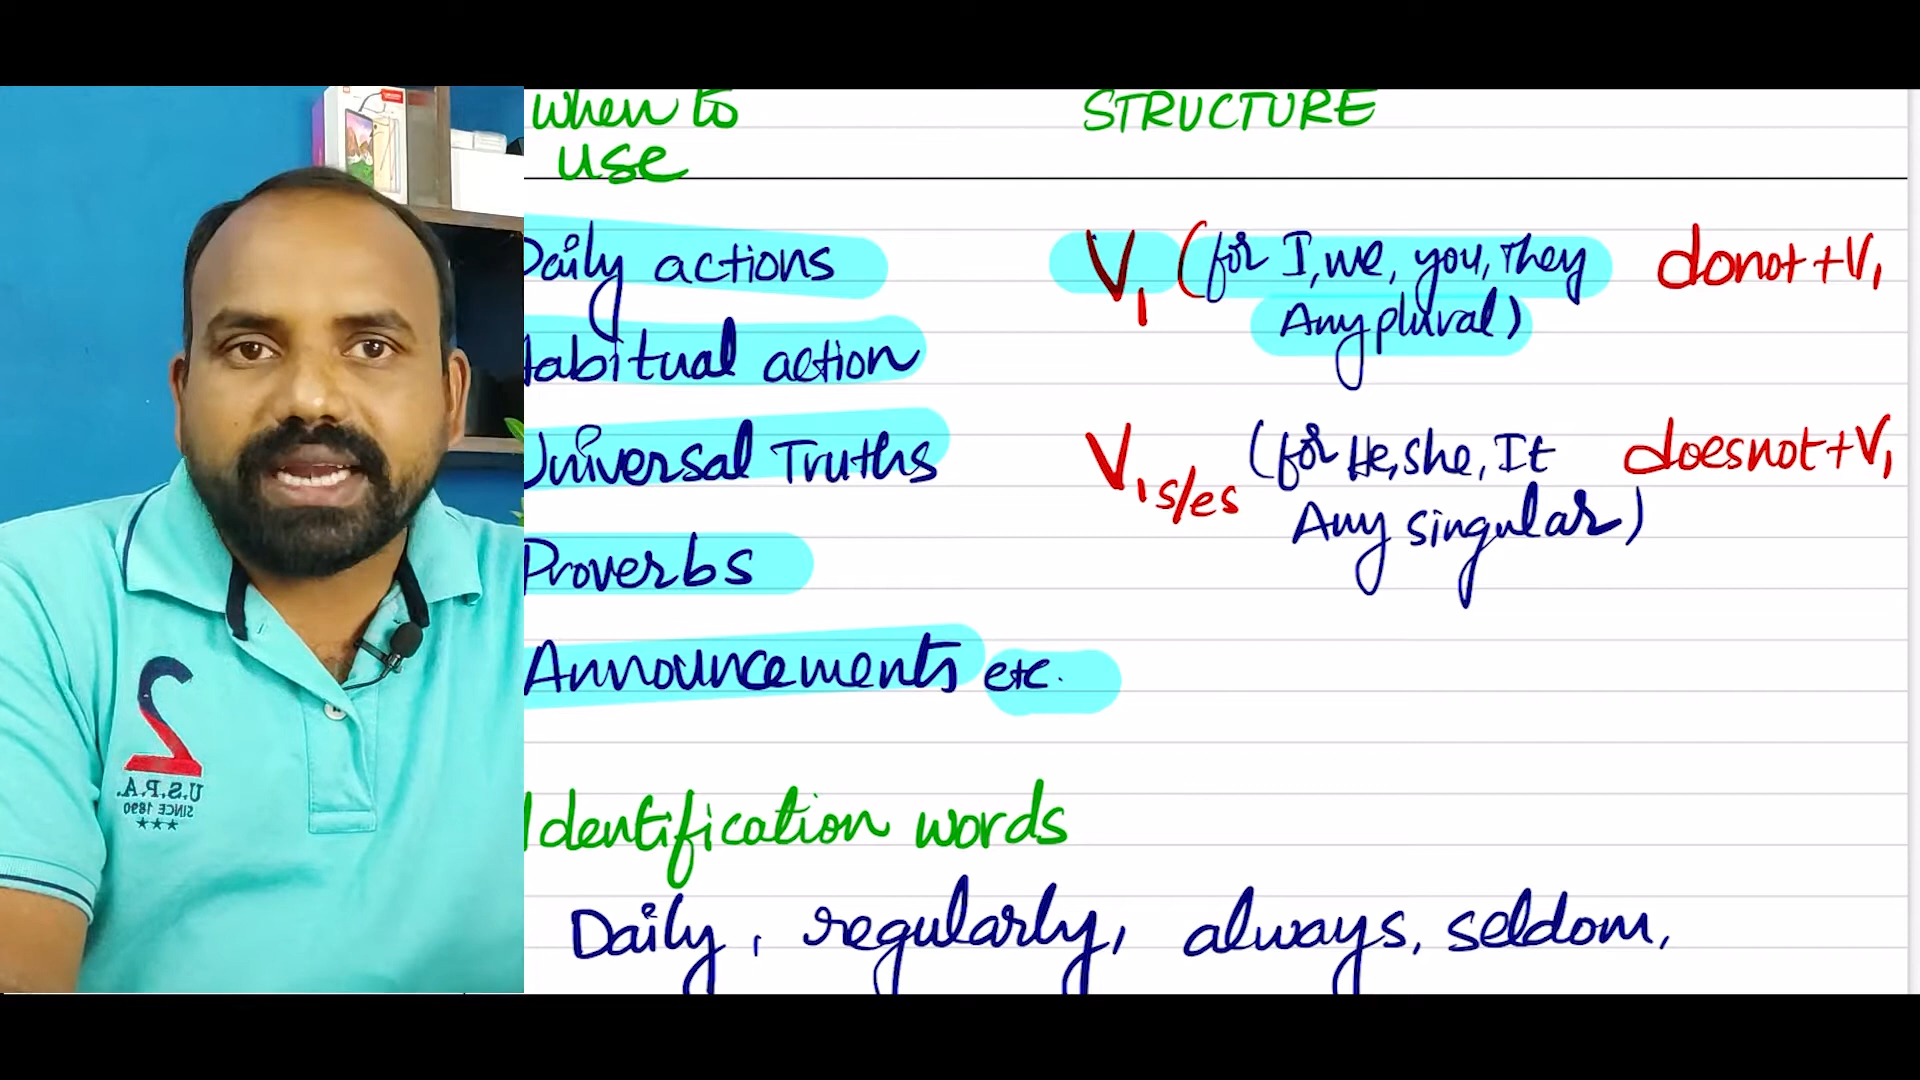 when to STRUCTURE
use
Daily actions V1 (for I, we, you, They donot+V1
Any plural)
Habitual action
Universal Truths V1 s/es (for He, she, It doesnot+V1
Any singular)
Proverbs
Announcements etc.
Identification words
Daily, regularly, always, seldom,
U.S.P.A.
SINCE 1890